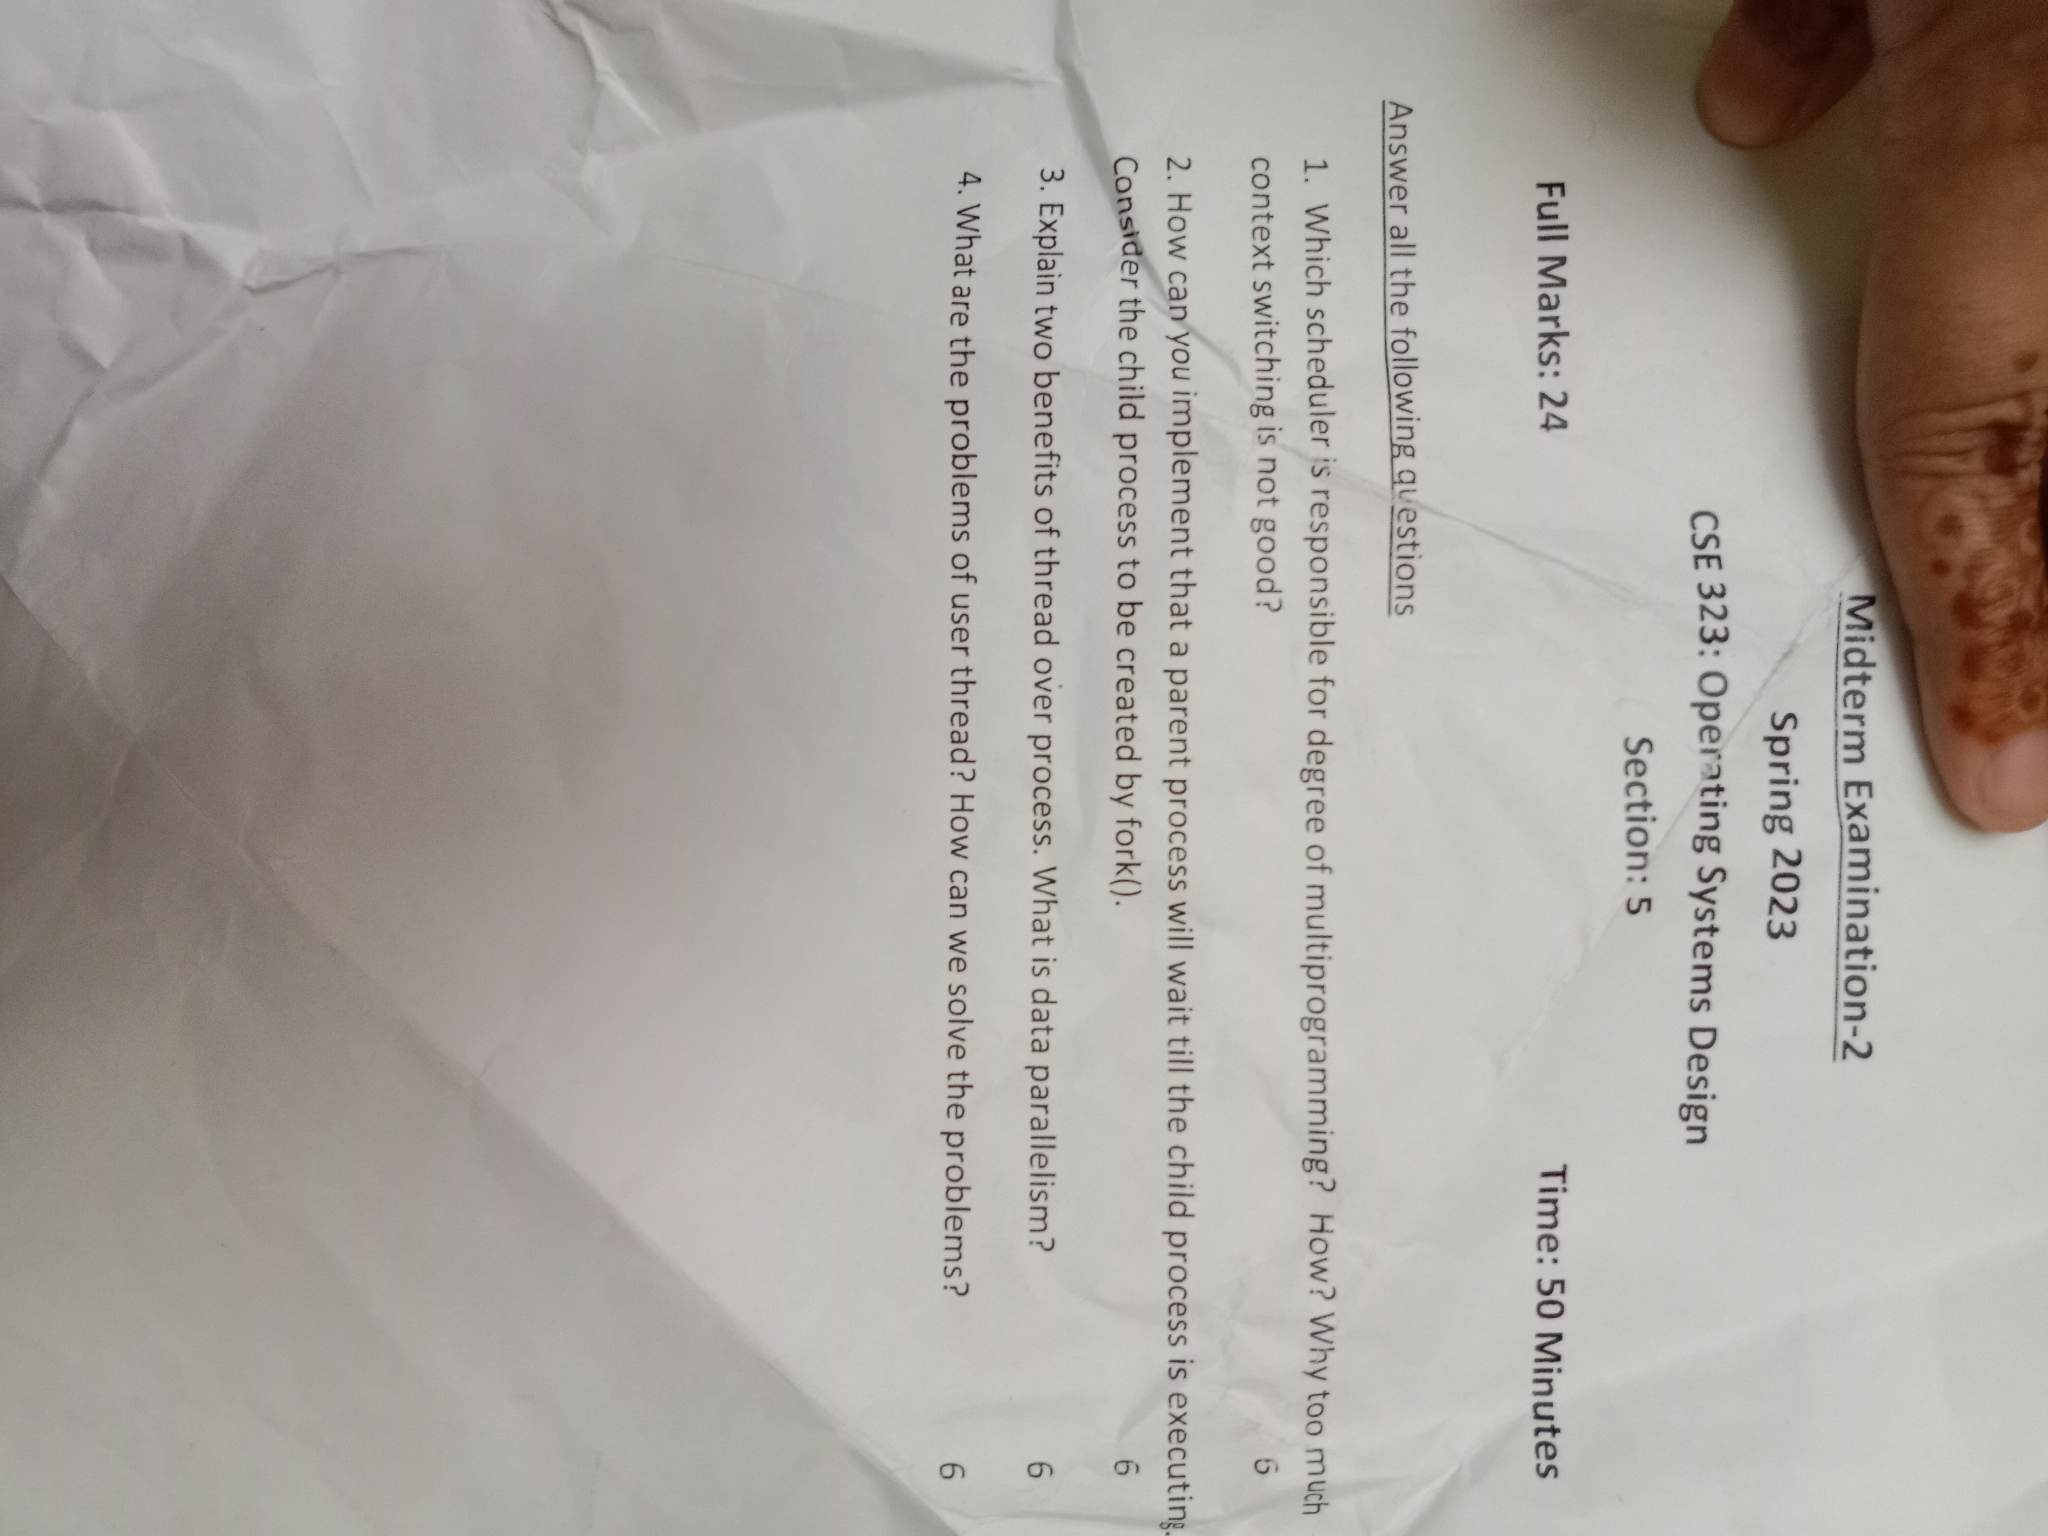 Midterm Examination-2
Spring 2023
CSE 323: Operating Systems Design
Section: 5
Full Marks: 24 Time: 50 Minutes
Answer all the following questions
1. Which scheduler is responsible for degree of multiprogramming? How? Why too much
context switching is not good? 6
2. How can you implement that a parent process will wait till the child process is executing.
Consider the child process to be created by fork(). 6
3. Explain two benefits of thread over process. What is data parallelism? 6
4. What are the problems of user thread? How can we solve the problems? 6